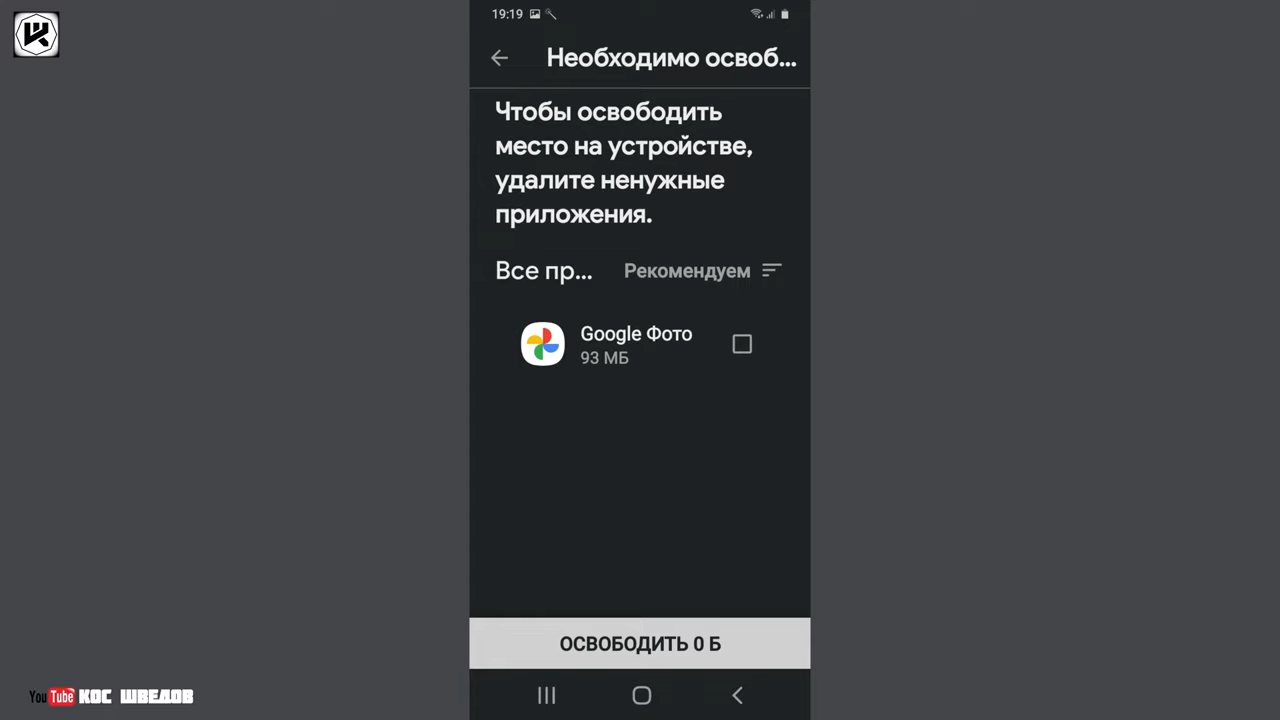 19:19
Необходимо освоб...
Чтобы освободить
место на устройстве,
удалите ненужные
приложения.
Все пр... Рекомендуем
Google Фото
93 МБ
ОСВОБОДИТЬ 0 Б
YouTube КОС ШВЕДОВ